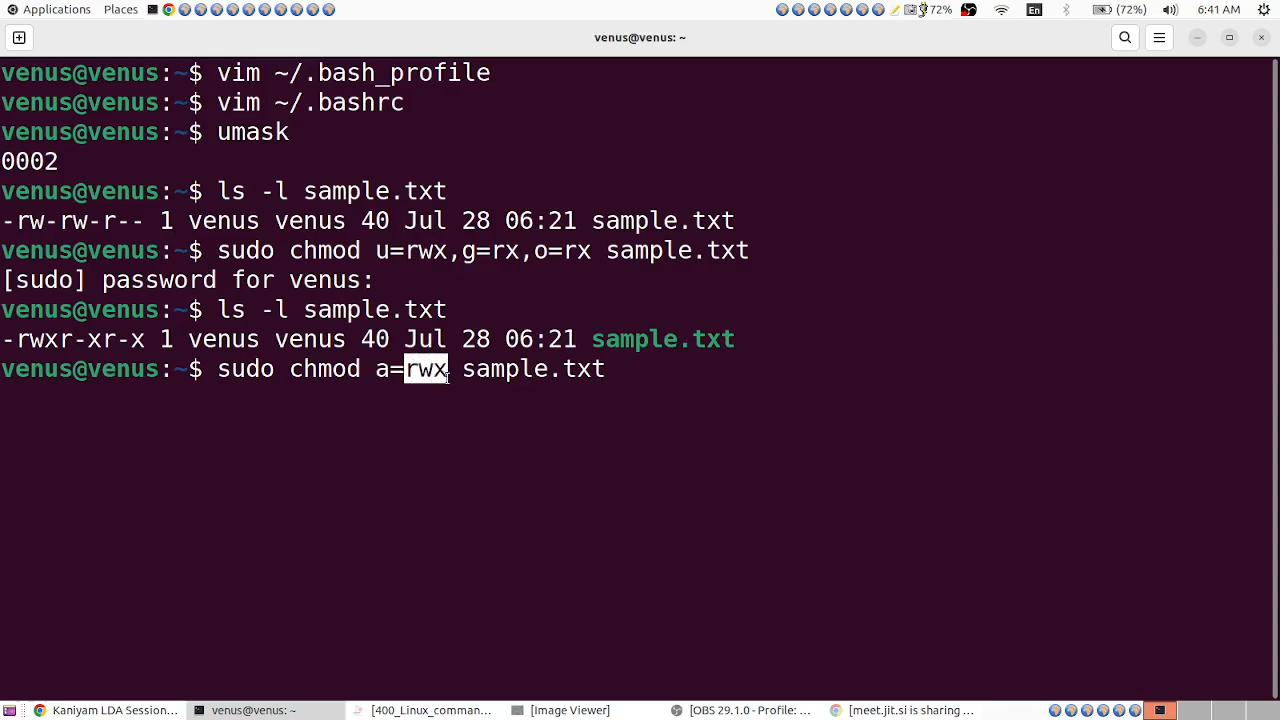 Applications Places 72% En (72%) 6:41 AM
venus@venus: ~
venus@venus:~$ vim ~/.bash_profile
venus@venus:~$ vim ~/.bashrc
venus@venus:~$ umask
0002
venus@venus:~$ ls -l sample.txt
-rw-rw-r-- 1 venus venus 40 Jul 28 06:21 sample.txt
venus@venus:~$ sudo chmod u=rwx,g=rx,o=rx sample.txt
[sudo] password for venus:
venus@venus:~$ ls -l sample.txt
-rwxr-xr-x 1 venus venus 40 Jul 28 06:21 sample.txt
venus@venus:~$ sudo chmod a=rwx sample.txt
Kaniyam LDA Session... venus@venus: ~ [400_Linux_comman... [Image Viewer] [OBS 29.1.0 - Profile: ... [meet.jit.si is sharing ...